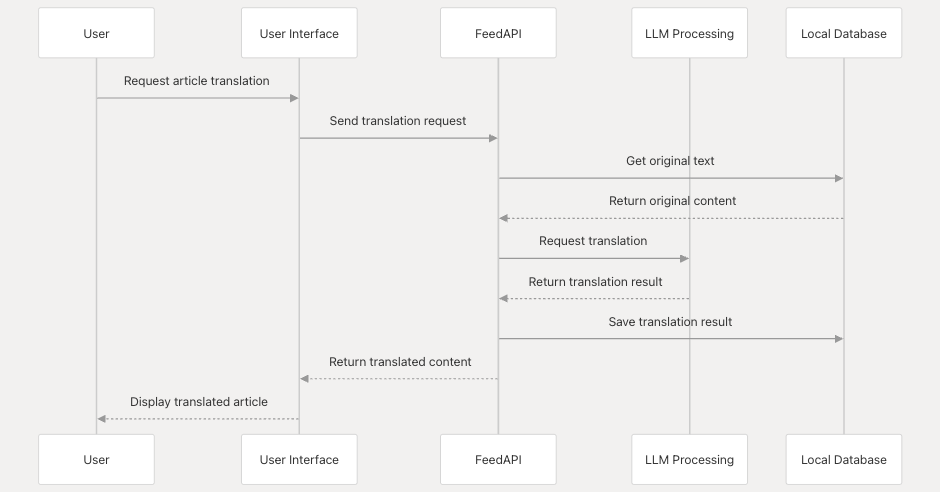 User
User Interface
FeedAPI
LLM Processing
Local Database
Request article translation
Send translation request
Get original text
Return original content
Request translation
Return translation result
Save translation result
Return translated content
Display translated article
User
User Interface
FeedAPI
LLM Processing
Local Database